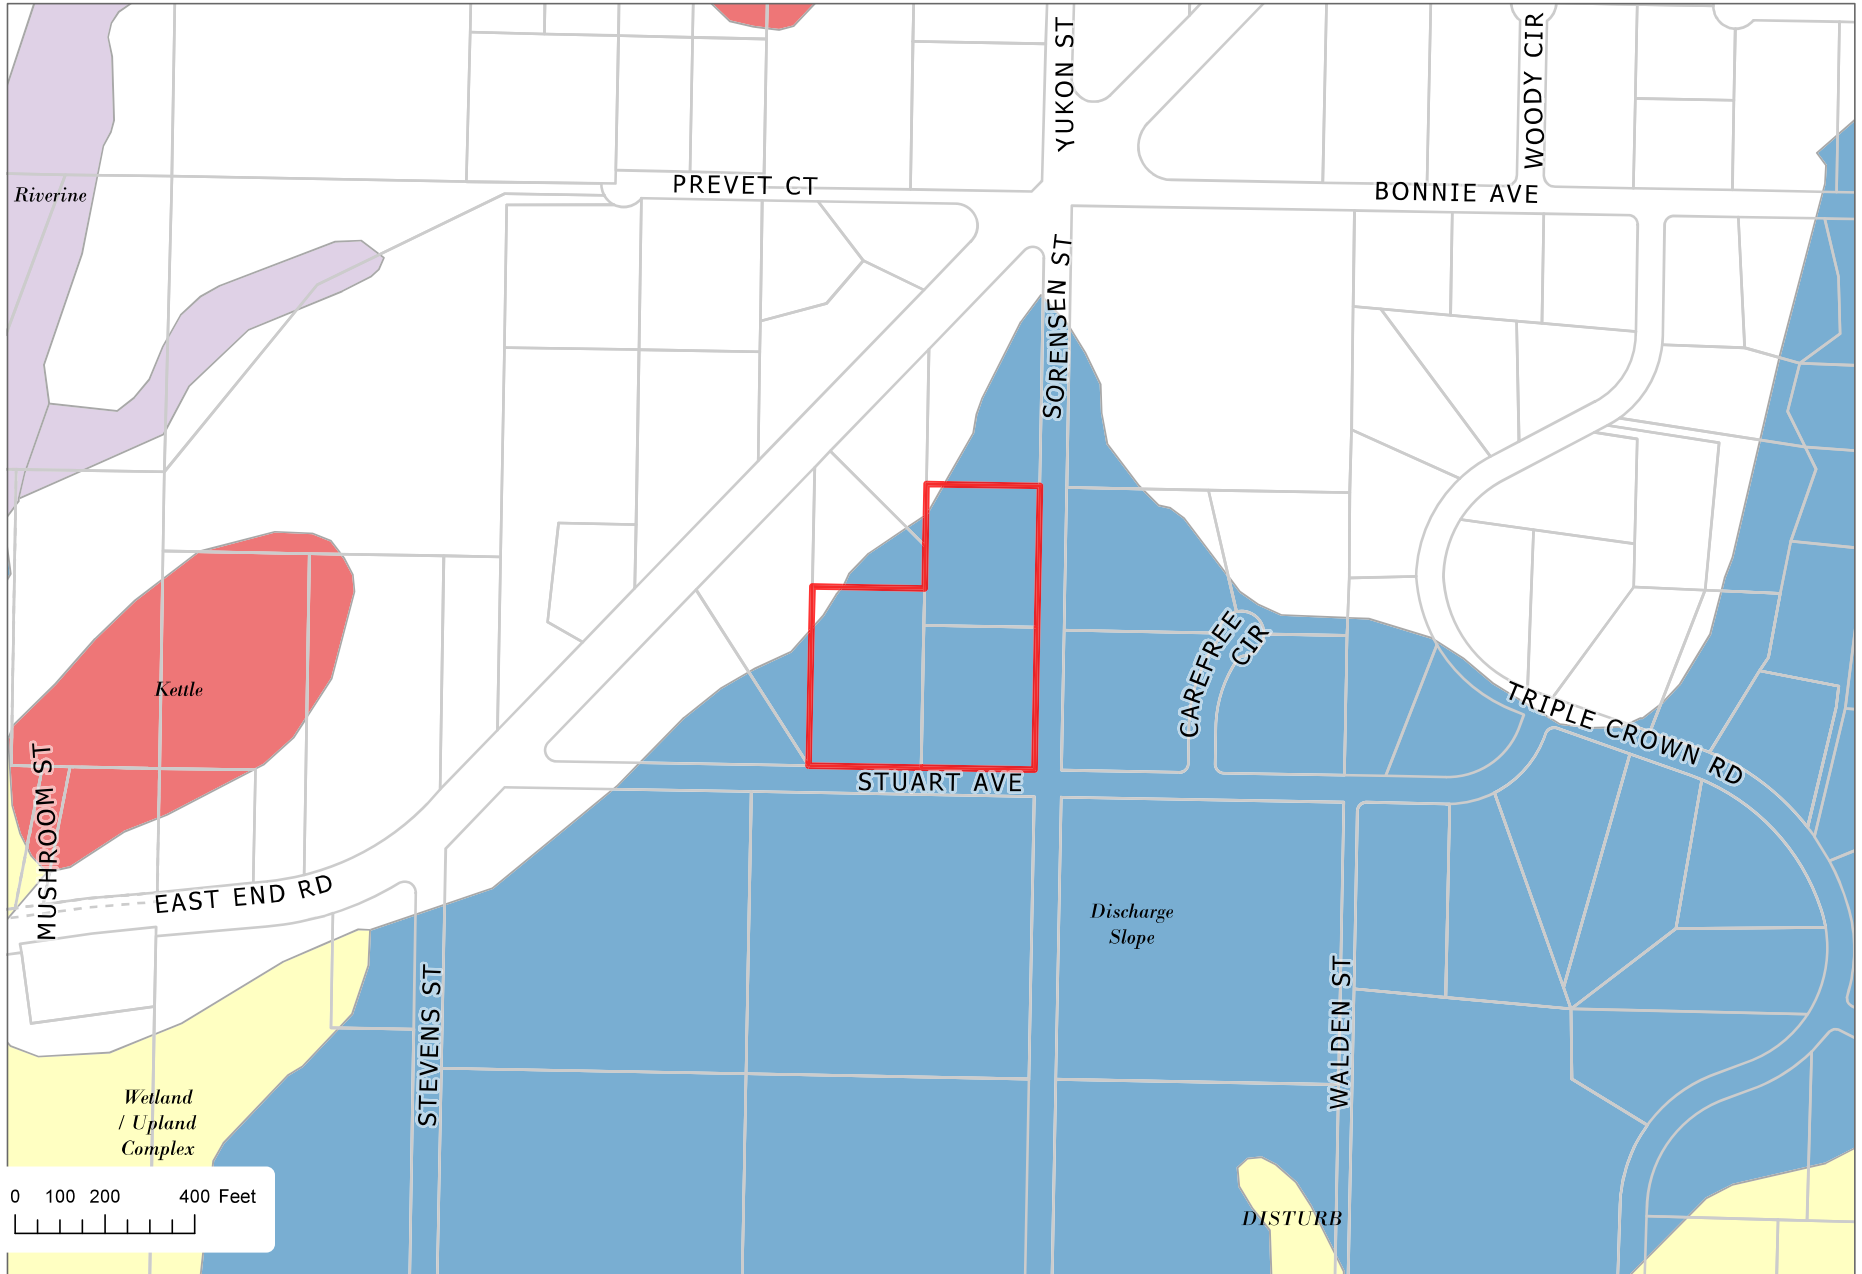 YUKON ST
WOODY CIR
Riverine
PREVET CT
BONNIE AVE
SORENSEN ST
Kettle
CAREFREE
CIR
TRIPLE CROWN RD
MUSHROOM ST
STUART AVE
EAST END RD
Discharge
Slope
STEVENS ST
WALDEN ST
Wetland
/ Upland
Complex
0 100 200 400 Feet
DISTURB